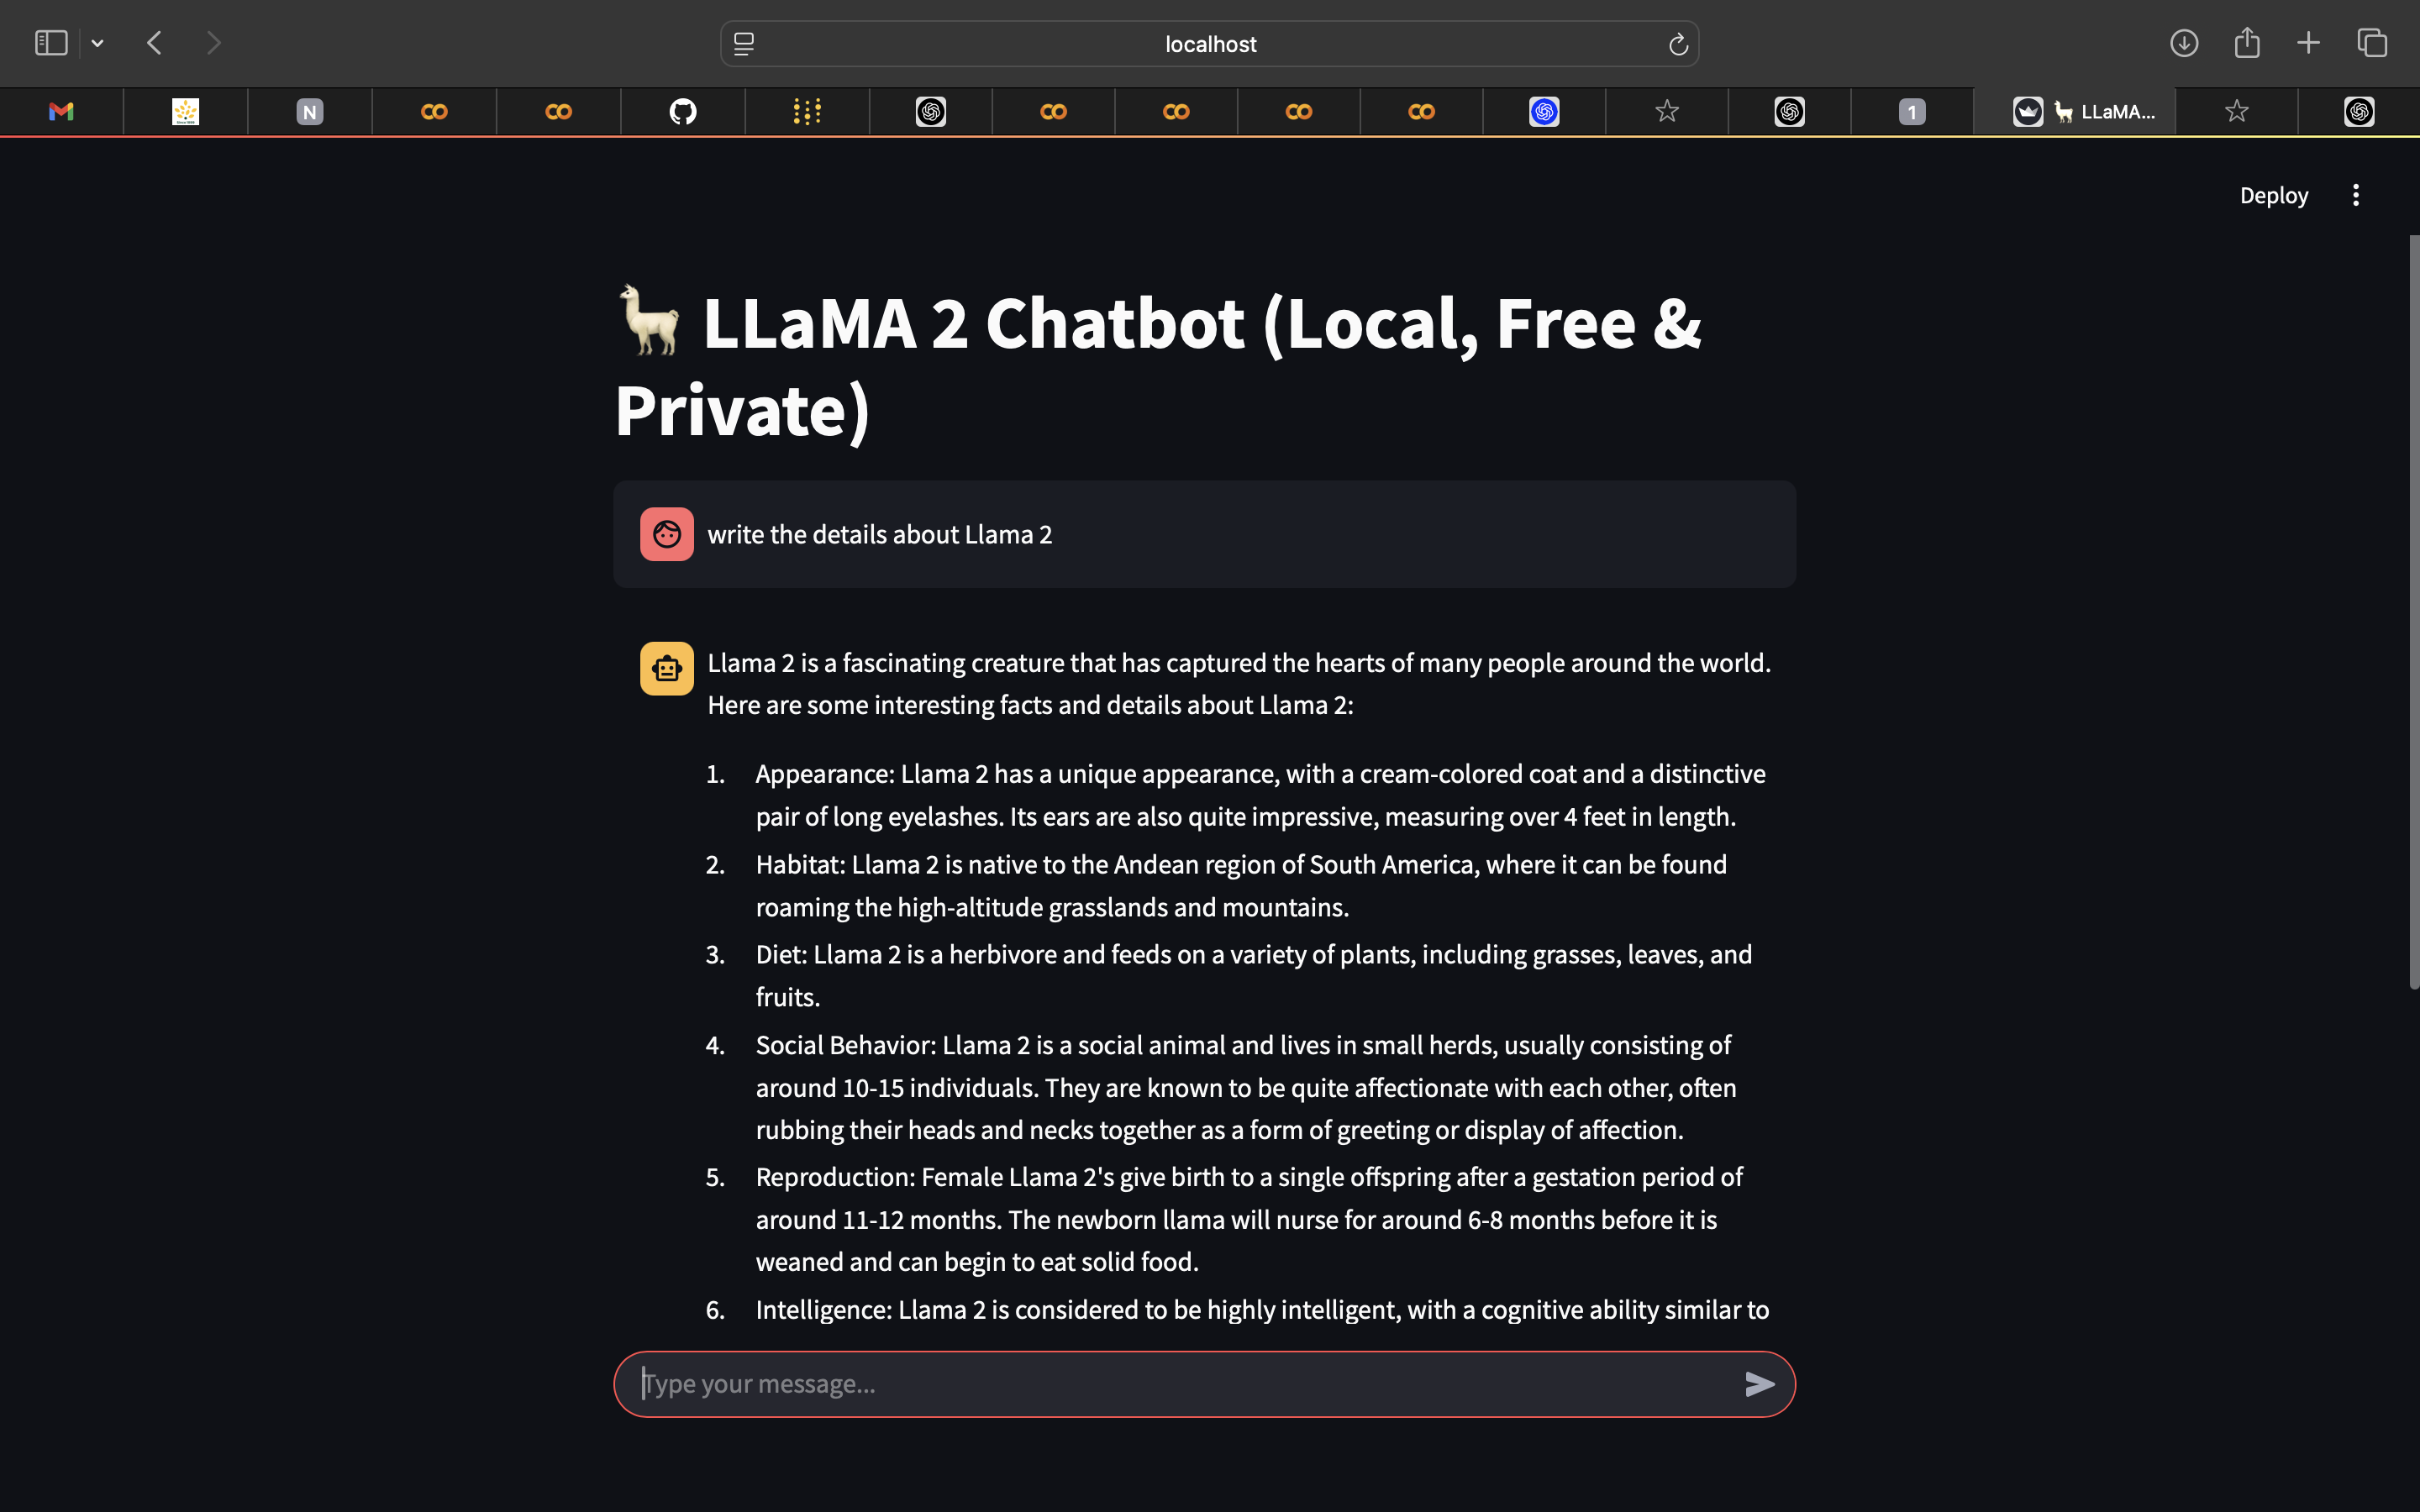 localhost
N
1
LLaMA...
Deploy
LLaMA 2 Chatbot (Local, Free &
Private)
write the details about Llama 2
Llama 2 is a fascinating creature that has captured the hearts of many people around the world.
Here are some interesting facts and details about Llama 2:
1. Appearance: Llama 2 has a unique appearance, with a cream-colored coat and a distinctive
pair of long eyelashes. Its ears are also quite impressive, measuring over 4 feet in length.
2. Habitat: Llama 2 is native to the Andean region of South America, where it can be found
roaming the high-altitude grasslands and mountains.
3. Diet: Llama 2 is a herbivore and feeds on a variety of plants, including grasses, leaves, and
fruits.
4. Social Behavior: Llama 2 is a social animal and lives in small herds, usually consisting of
around 10-15 individuals. They are known to be quite affectionate with each other, often
rubbing their heads and necks together as a form of greeting or display of affection.
5. Reproduction: Female Llama 2's give birth to a single offspring after a gestation period of
around 11-12 months. The newborn llama will nurse for around 6-8 months before it is
weaned and can begin to eat solid food.
6. Intelligence: Llama 2 is considered to be highly intelligent, with a cognitive ability similar to
Type your message...